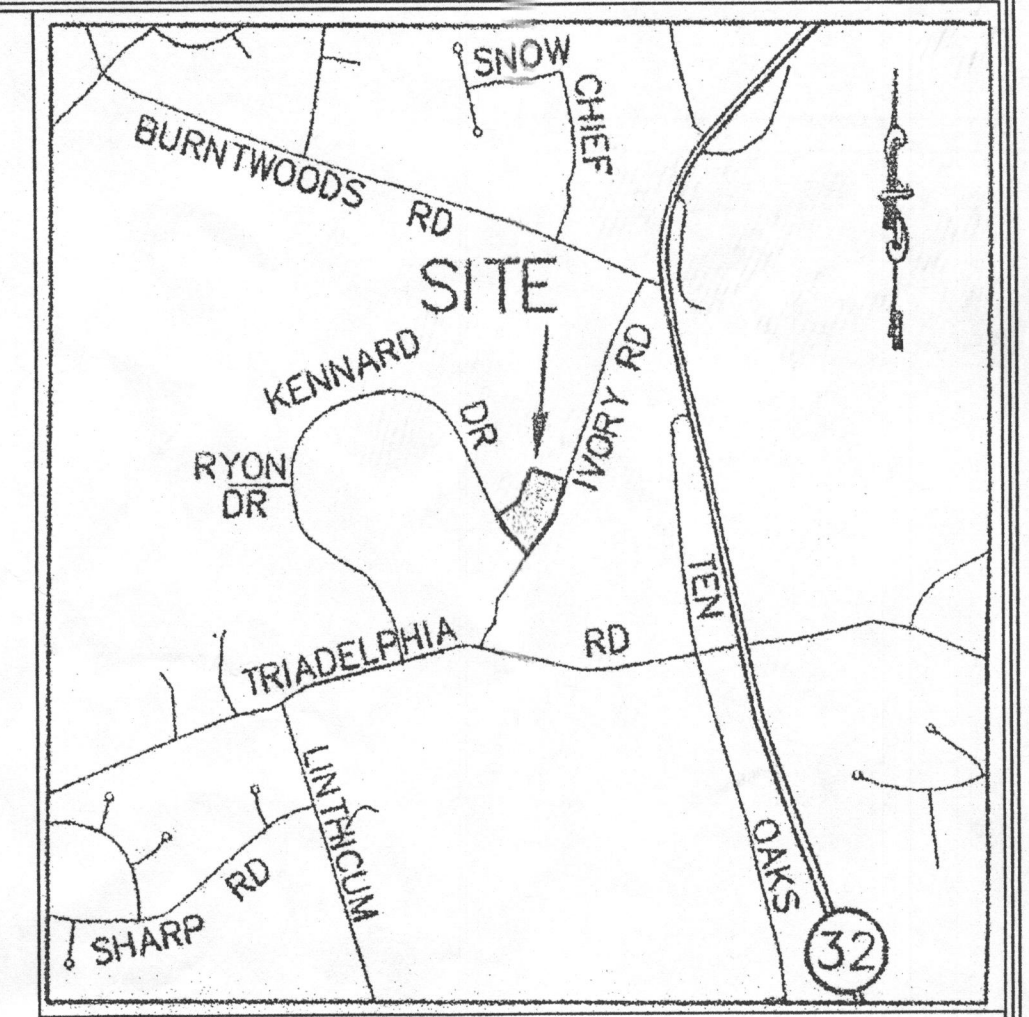 SNOW
CHIEF
BURNTWOODS RD
SITE
KENNARD DR
IVORY RD
RYON
DR
TEN OAKS
TRIADELPHIA RD
LINTHICUM
SHARP RD
32